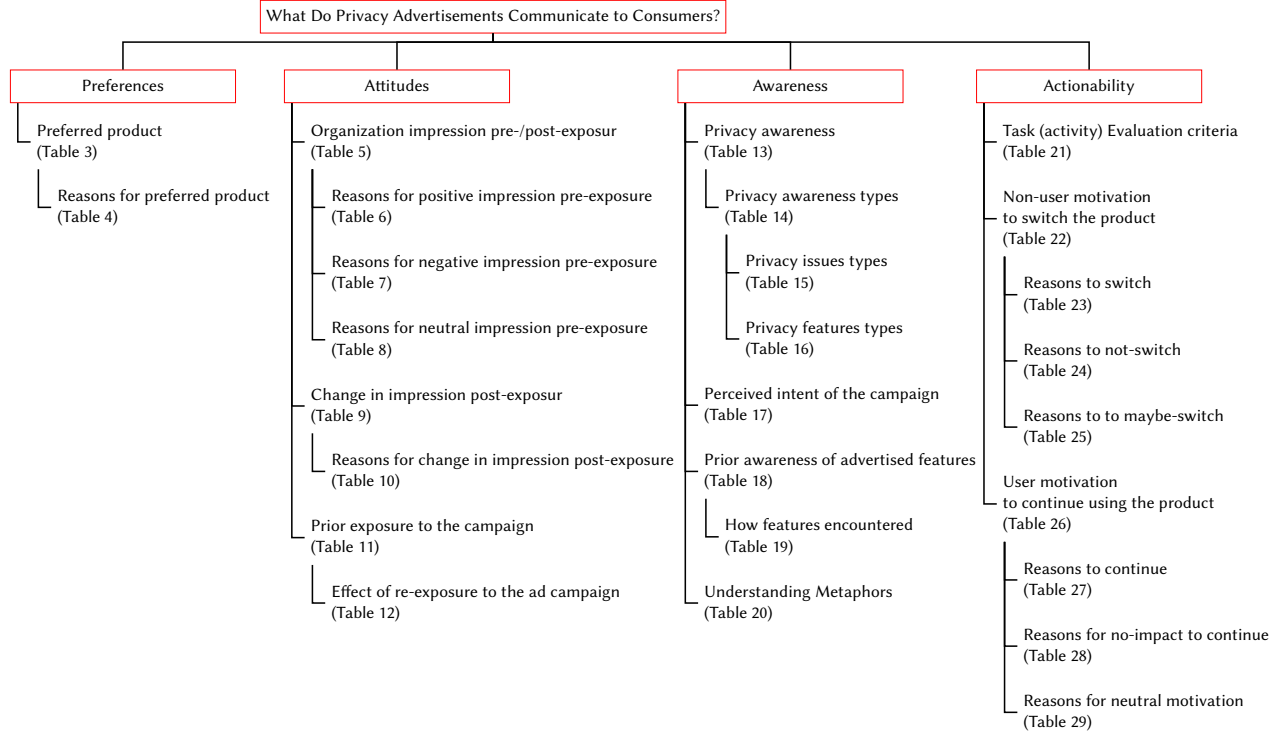 What Do Privacy Advertisements Communicate to Consumers?
Preferences
Preferred product
(Table 3)
Reasons for preferred product
(Table 4)
Attitudes
Organization impression pre-/post-exposur
(Table 5)
Reasons for positive impression pre-exposure
(Table 6)
Reasons for negative impression pre-exposure
(Table 7)
Reasons for neutral impression pre-exposure
(Table 8)
Change in impression post-exposur
(Table 9)
Reasons for change in impression post-exposure
(Table 10)
Prior exposure to the campaign
(Table 11)
Effect of re-exposure to the ad campaign
(Table 12)
Awareness
Privacy awareness
(Table 13)
Privacy awareness types
(Table 14)
Privacy issues types
(Table 15)
Privacy features types
(Table 16)
Perceived intent of the campaign
(Table 17)
Prior awareness of advertised features
(Table 18)
How features encountered
(Table 19)
Understanding Metaphors
(Table 20)
Actionability
Task (activity) Evaluation criteria
(Table 21)
Non-user motivation
to switch the product
(Table 22)
Reasons to switch
(Table 23)
Reasons to not-switch
(Table 24)
Reasons to to maybe-switch
(Table 25)
User motivation
to continue using the product
(Table 26)
Reasons to continue
(Table 27)
Reasons for no-impact to continue
(Table 28)
Reasons for neutral motivation
(Table 29)